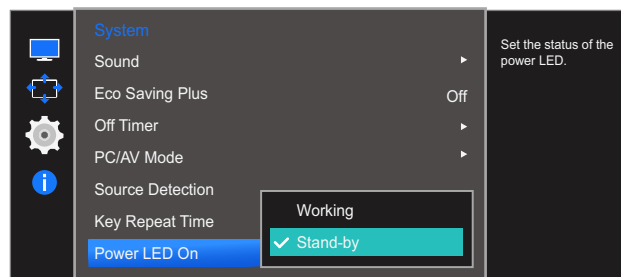 System
Sound
Eco Saving Plus Off
Off Timer
PC/AV Mode
Source Detection
Key Repeat Time
Power LED On
Working
Stand-by
Set the status of the
power LED.